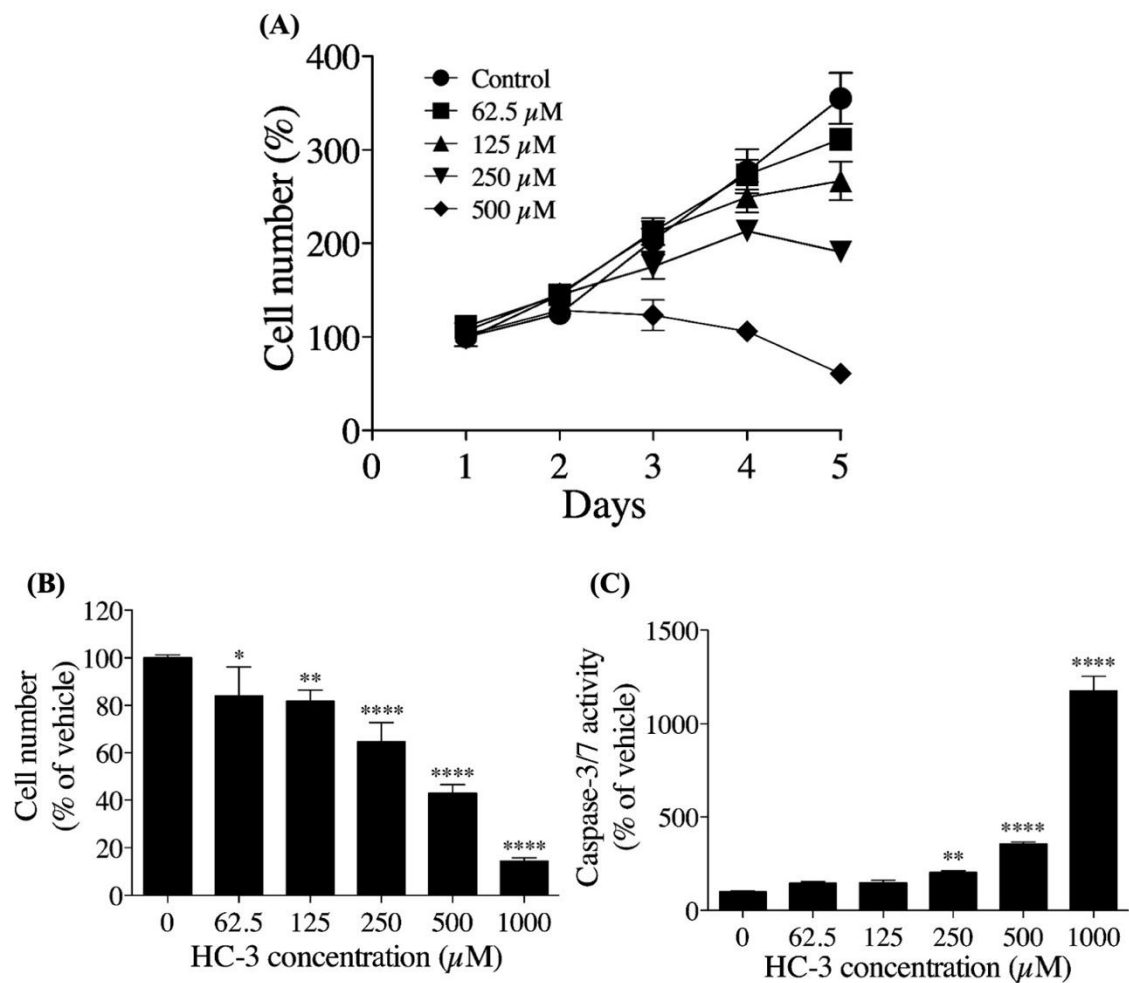 (A)
Cell number (%)
400
300
200
100
0
Control
62.5 µM
125 µM
250 µM
500 µM
0 1 2 3 4 5
Days
(B)
Cell number
(% of vehicle)
120
100
80
60
40
20
0
* ** **** **** ****
0 62.5 125 250 500 1000
HC-3 concentration (µM)
(C)
Caspase-3/7 activity
(% of vehicle)
1500
1000
500
0
** **** ****
0 62.5 125 250 500 1000
HC-3 concentration (µM)